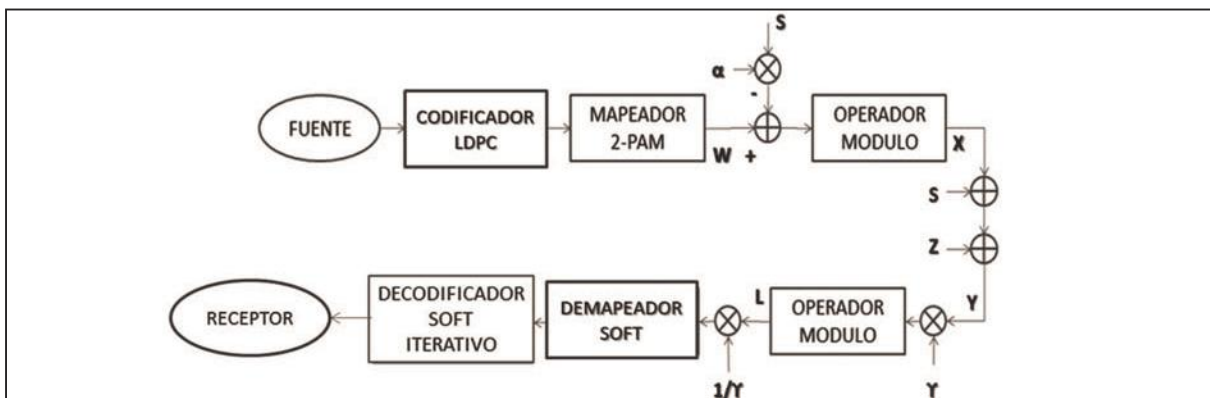 S
α
-
FUENTE
CODIFICADOR
LDPC
MAPEADOR
2-PAM
W +
OPERADOR
MODULO
X
S
Z
Y
ϒ
OPERADOR
MODULO
L
1/ϒ
DEMAPEADOR
SOFT
DECODIFICADOR
SOFT
ITERATIVO
RECEPTOR